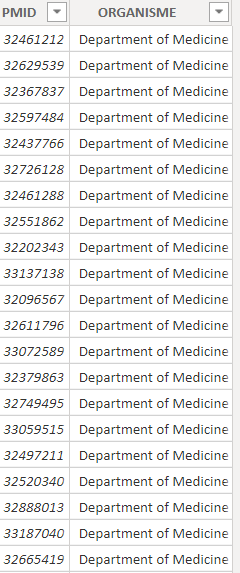 PMID ORGANISME
32461212 Department of Medicine
32629539 Department of Medicine
32367837 Department of Medicine
32597484 Department of Medicine
32437766 Department of Medicine
32726128 Department of Medicine
32461288 Department of Medicine
32551862 Department of Medicine
32202343 Department of Medicine
33137138 Department of Medicine
32096567 Department of Medicine
32611796 Department of Medicine
33072589 Department of Medicine
32379863 Department of Medicine
32749495 Department of Medicine
33059515 Department of Medicine
32497211 Department of Medicine
32520340 Department of Medicine
32888013 Department of Medicine
33187040 Department of Medicine
32665419 Department of Medicine